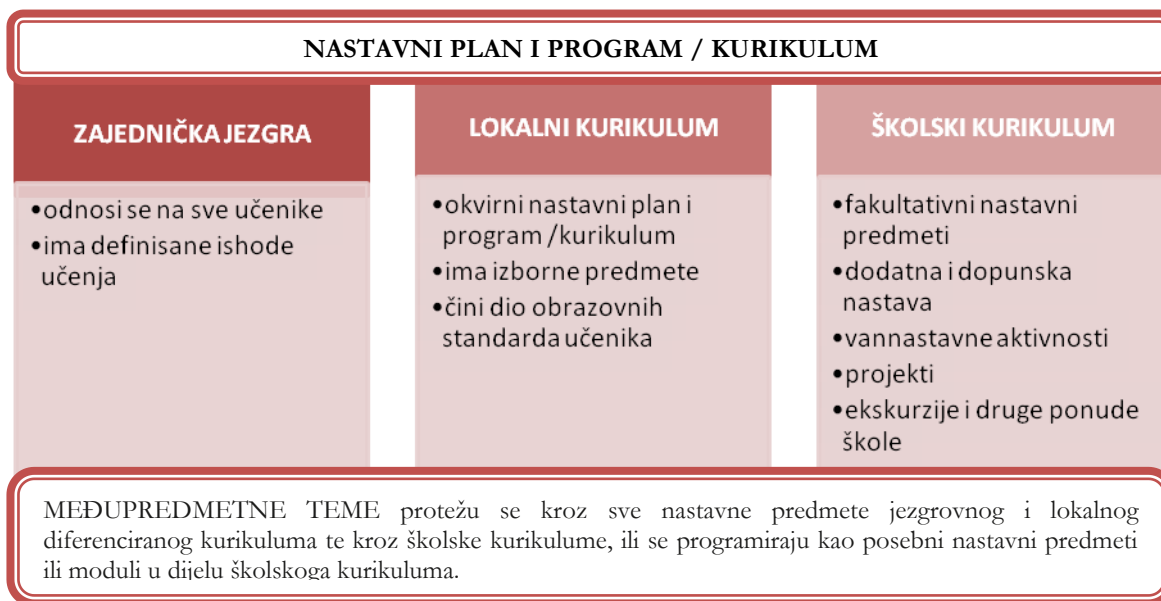 NASTAVNI PLAN I PROGRAM / KURIKULUM
ZAJEDNIČKA JEZGRA
•odnosi se na sve učenike
•ima definisane ishode
učenja
LOKALNI KURIKULUM
•okvirni nastavni plan i
program /kurikulum
•ima izborne predmete
•čini dio obrazovnih
standarda učenika
ŠKOLSKI KURIKULUM
•fakultativni nastavni
predmeti
•dodatna i dopunska
nastava
•vannastavne aktivnosti
•projekti
•ekskurzije i druge ponude
škole
MEĐUPREDMETNE TEME protežu se kroz sve nastavne predmete jezgrovnog i lokalnog
diferenciranog kurikuluma te kroz školske kurikulume, ili se programiraju kao posebni nastavni predmeti
ili moduli u dijelu školskoga kurikuluma.